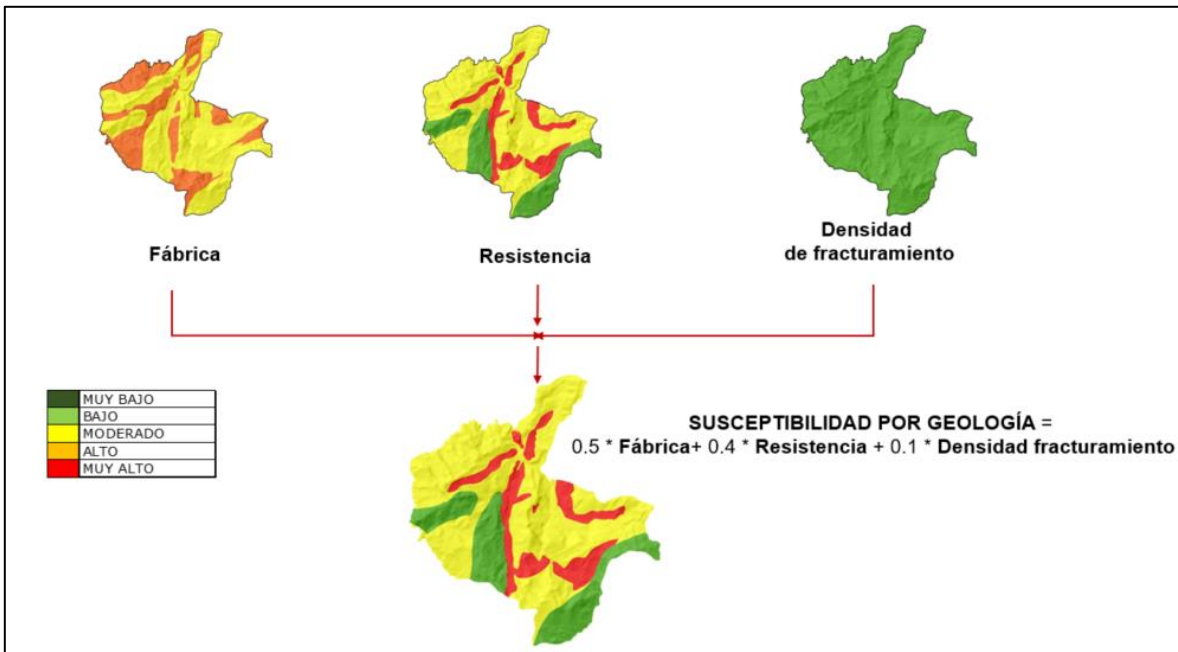 Fábrica
Resistencia
Densidad
de fracturamiento
MUY BAJO
BAJO
MODERADO
ALTO
MUY ALTO
SUSCEPTIBILIDAD POR GEOLOGÍA =
0.5 * Fábrica+ 0.4 * Resistencia + 0.1 * Densidad fracturamiento